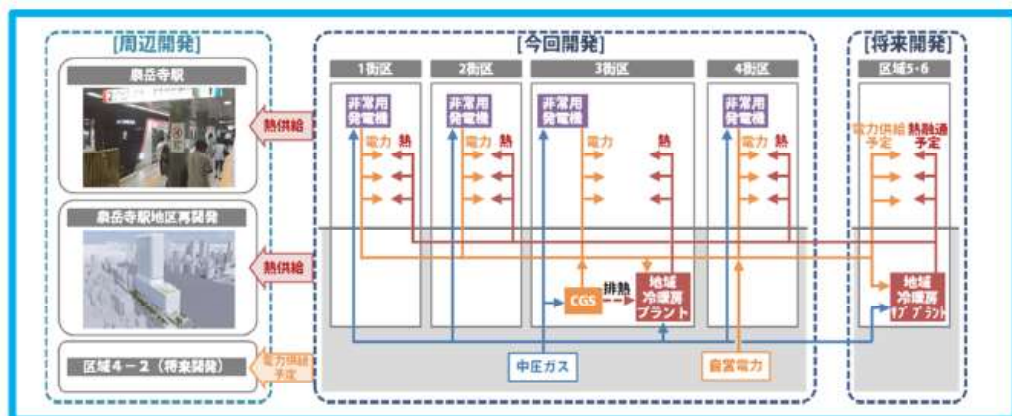 [周辺開発]
[今回開発]
[将来開発]
泉岳寺駅
泉岳寺駅地区再開発
区域4-2(将来開発)
熱供給
熱供給
電力供給
予定
1街区
2街区
3街区
4街区
区域5・6
非常用
発電機
非常用
発電機
非常用
発電機
非常用
発電機
電力
熱
電力
熱
電力
熱
電力
熱
電力供給
予定
熱融通
予定
CGS
排熱
地域
冷暖房
プラント
地域
冷暖房
サブプラント
中圧ガス
自営電力